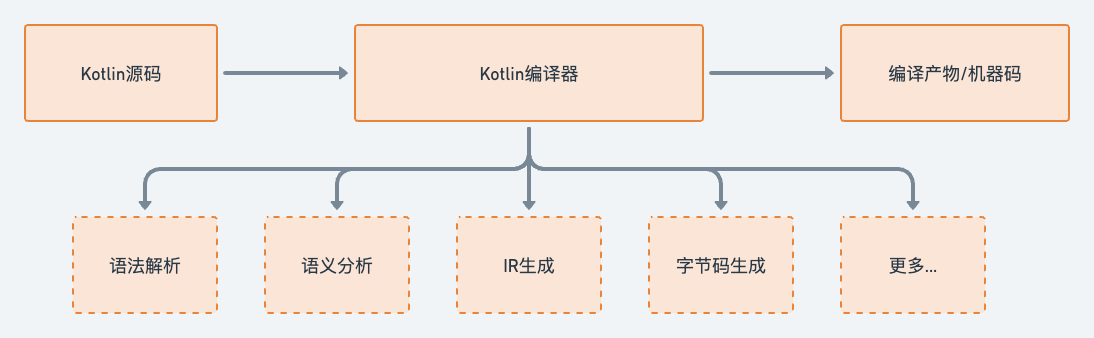 Kotlin源码
Kotlin编译器
编译产物/机器码
语法解析
语义分析
IR生成
字节码生成
更多...